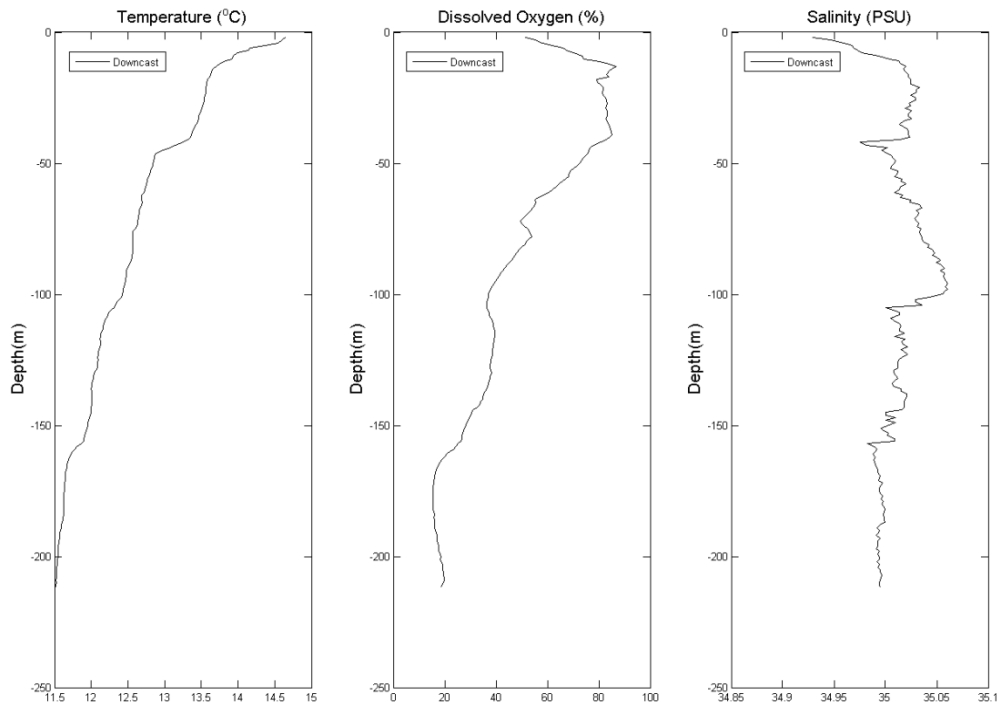 Temperature (⁰C)
Dissolved Oxygen (%)
Salinity (PSU)
0
Downcast
-50
-100
Depth(m)
-150
-200
-250
11.5 12 12.5 13 13.5 14 14.5 15
0
Downcast
-50
-100
Depth(m)
-150
-200
-250
0 20 40 60 80 100
0
Downcast
-50
-100
Depth(m)
-150
-200
-250
34.85 34.9 34.95 35 35.05 35.1